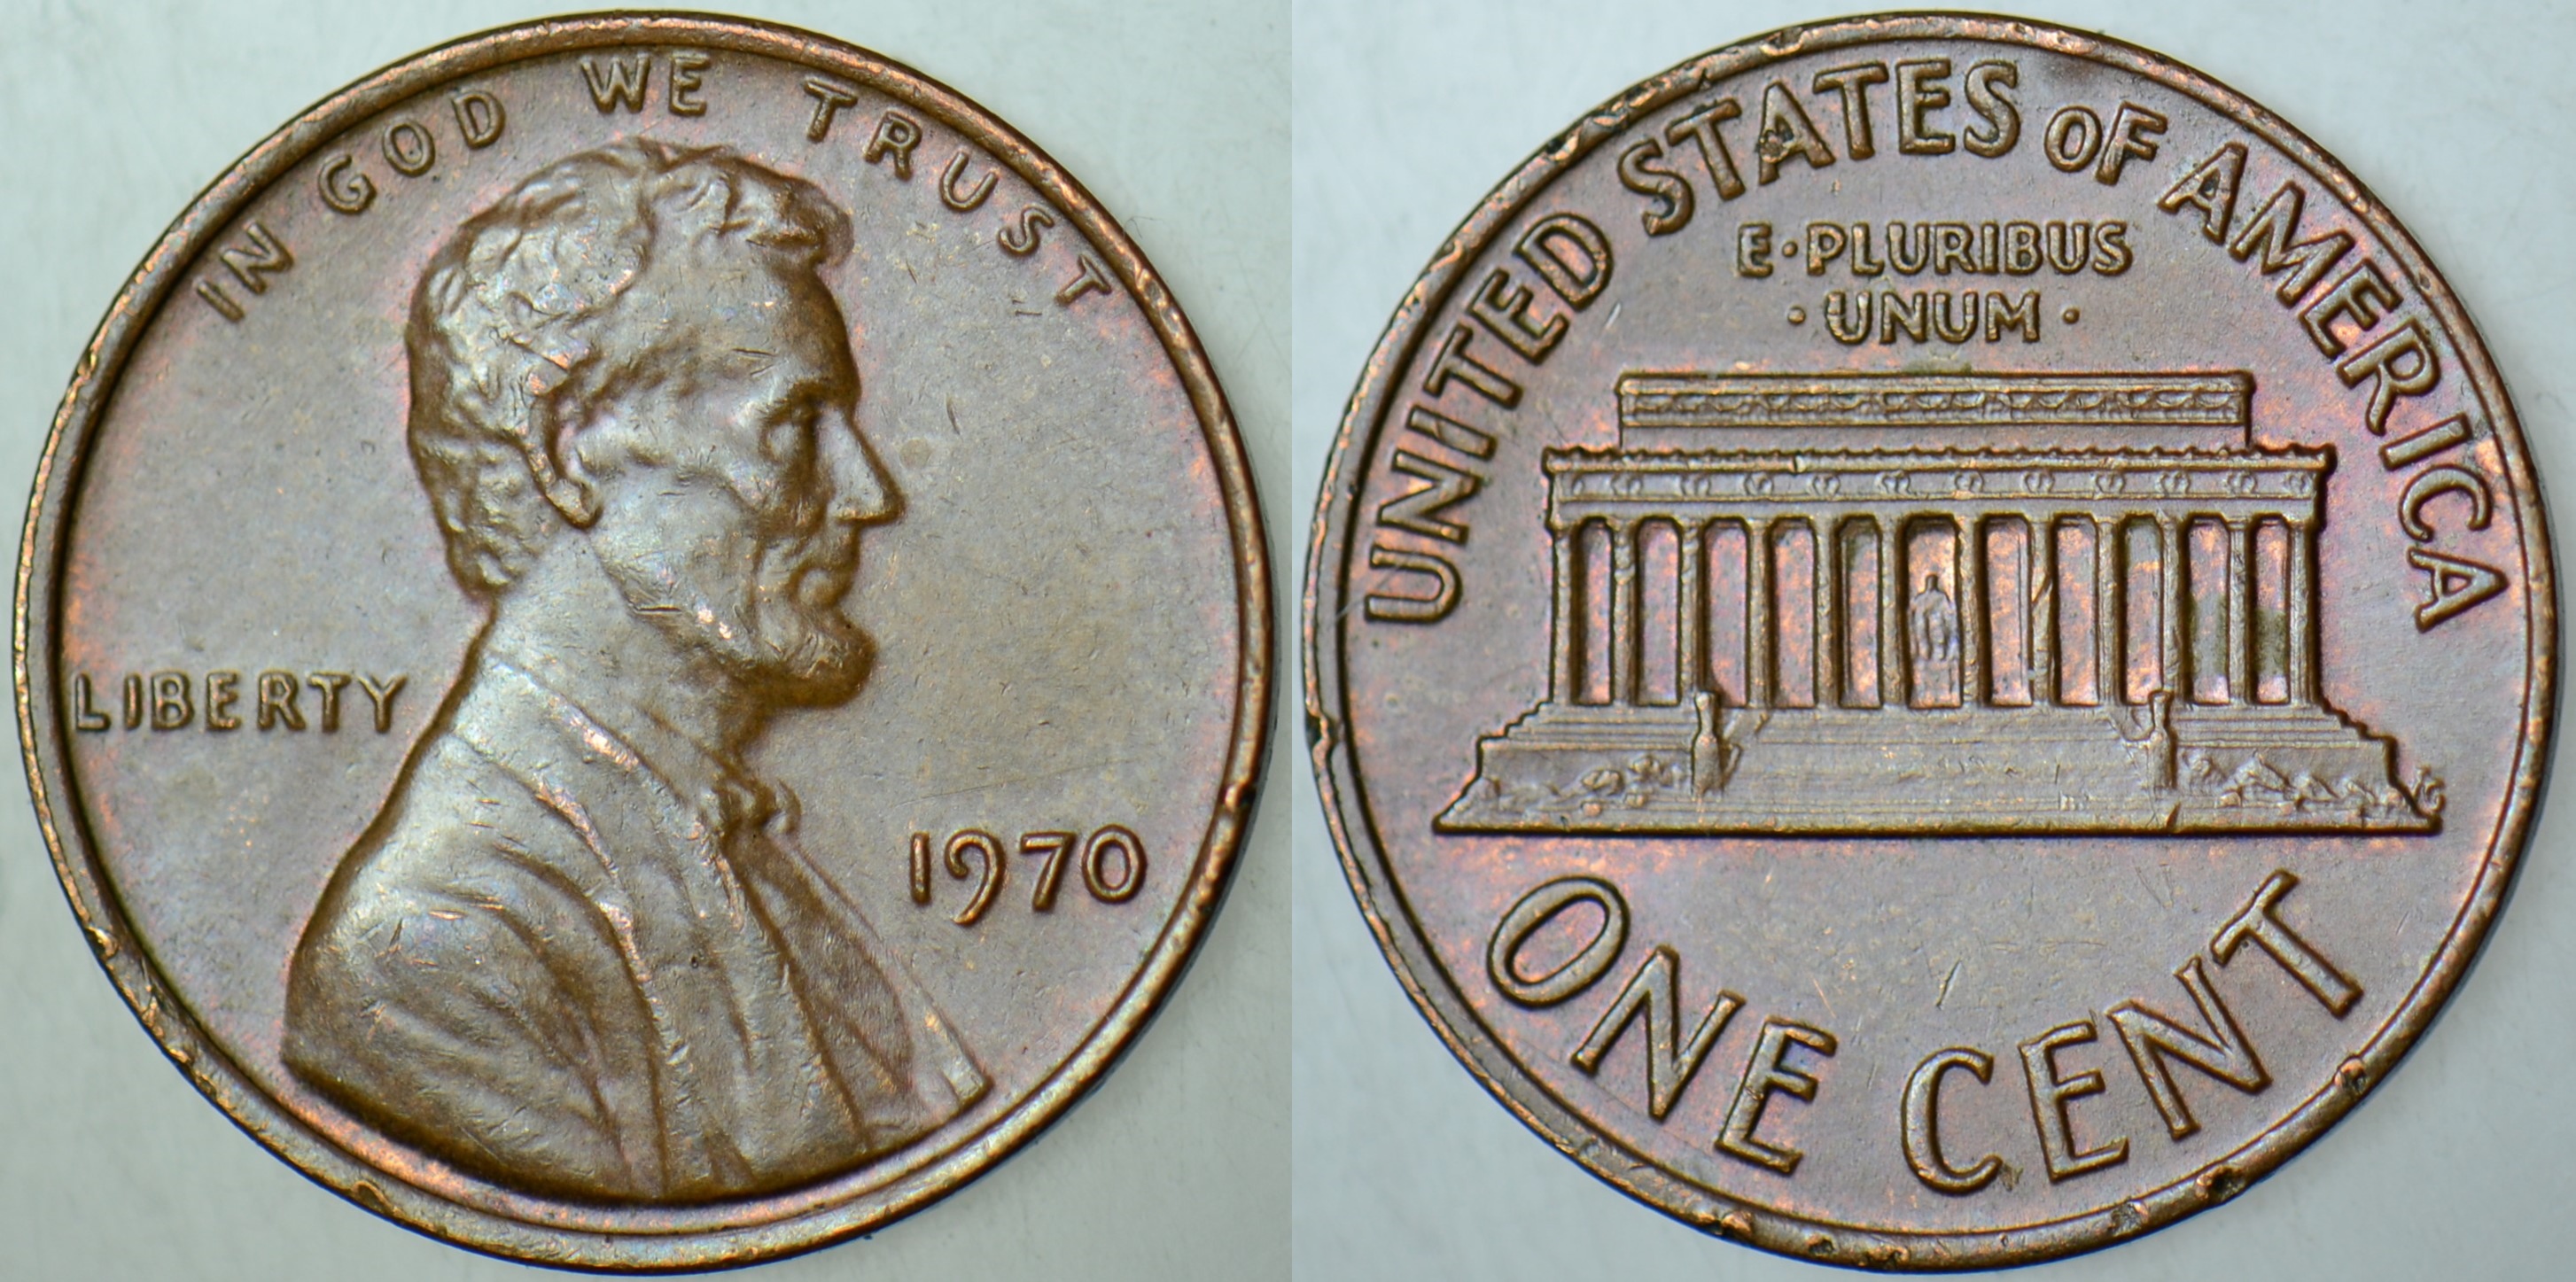 IN GOD WE TRUST
LIBERTY
1970
UNITED STATES OF AMERICA
E·PLURIBUS
·UNUM·
ONE CENT